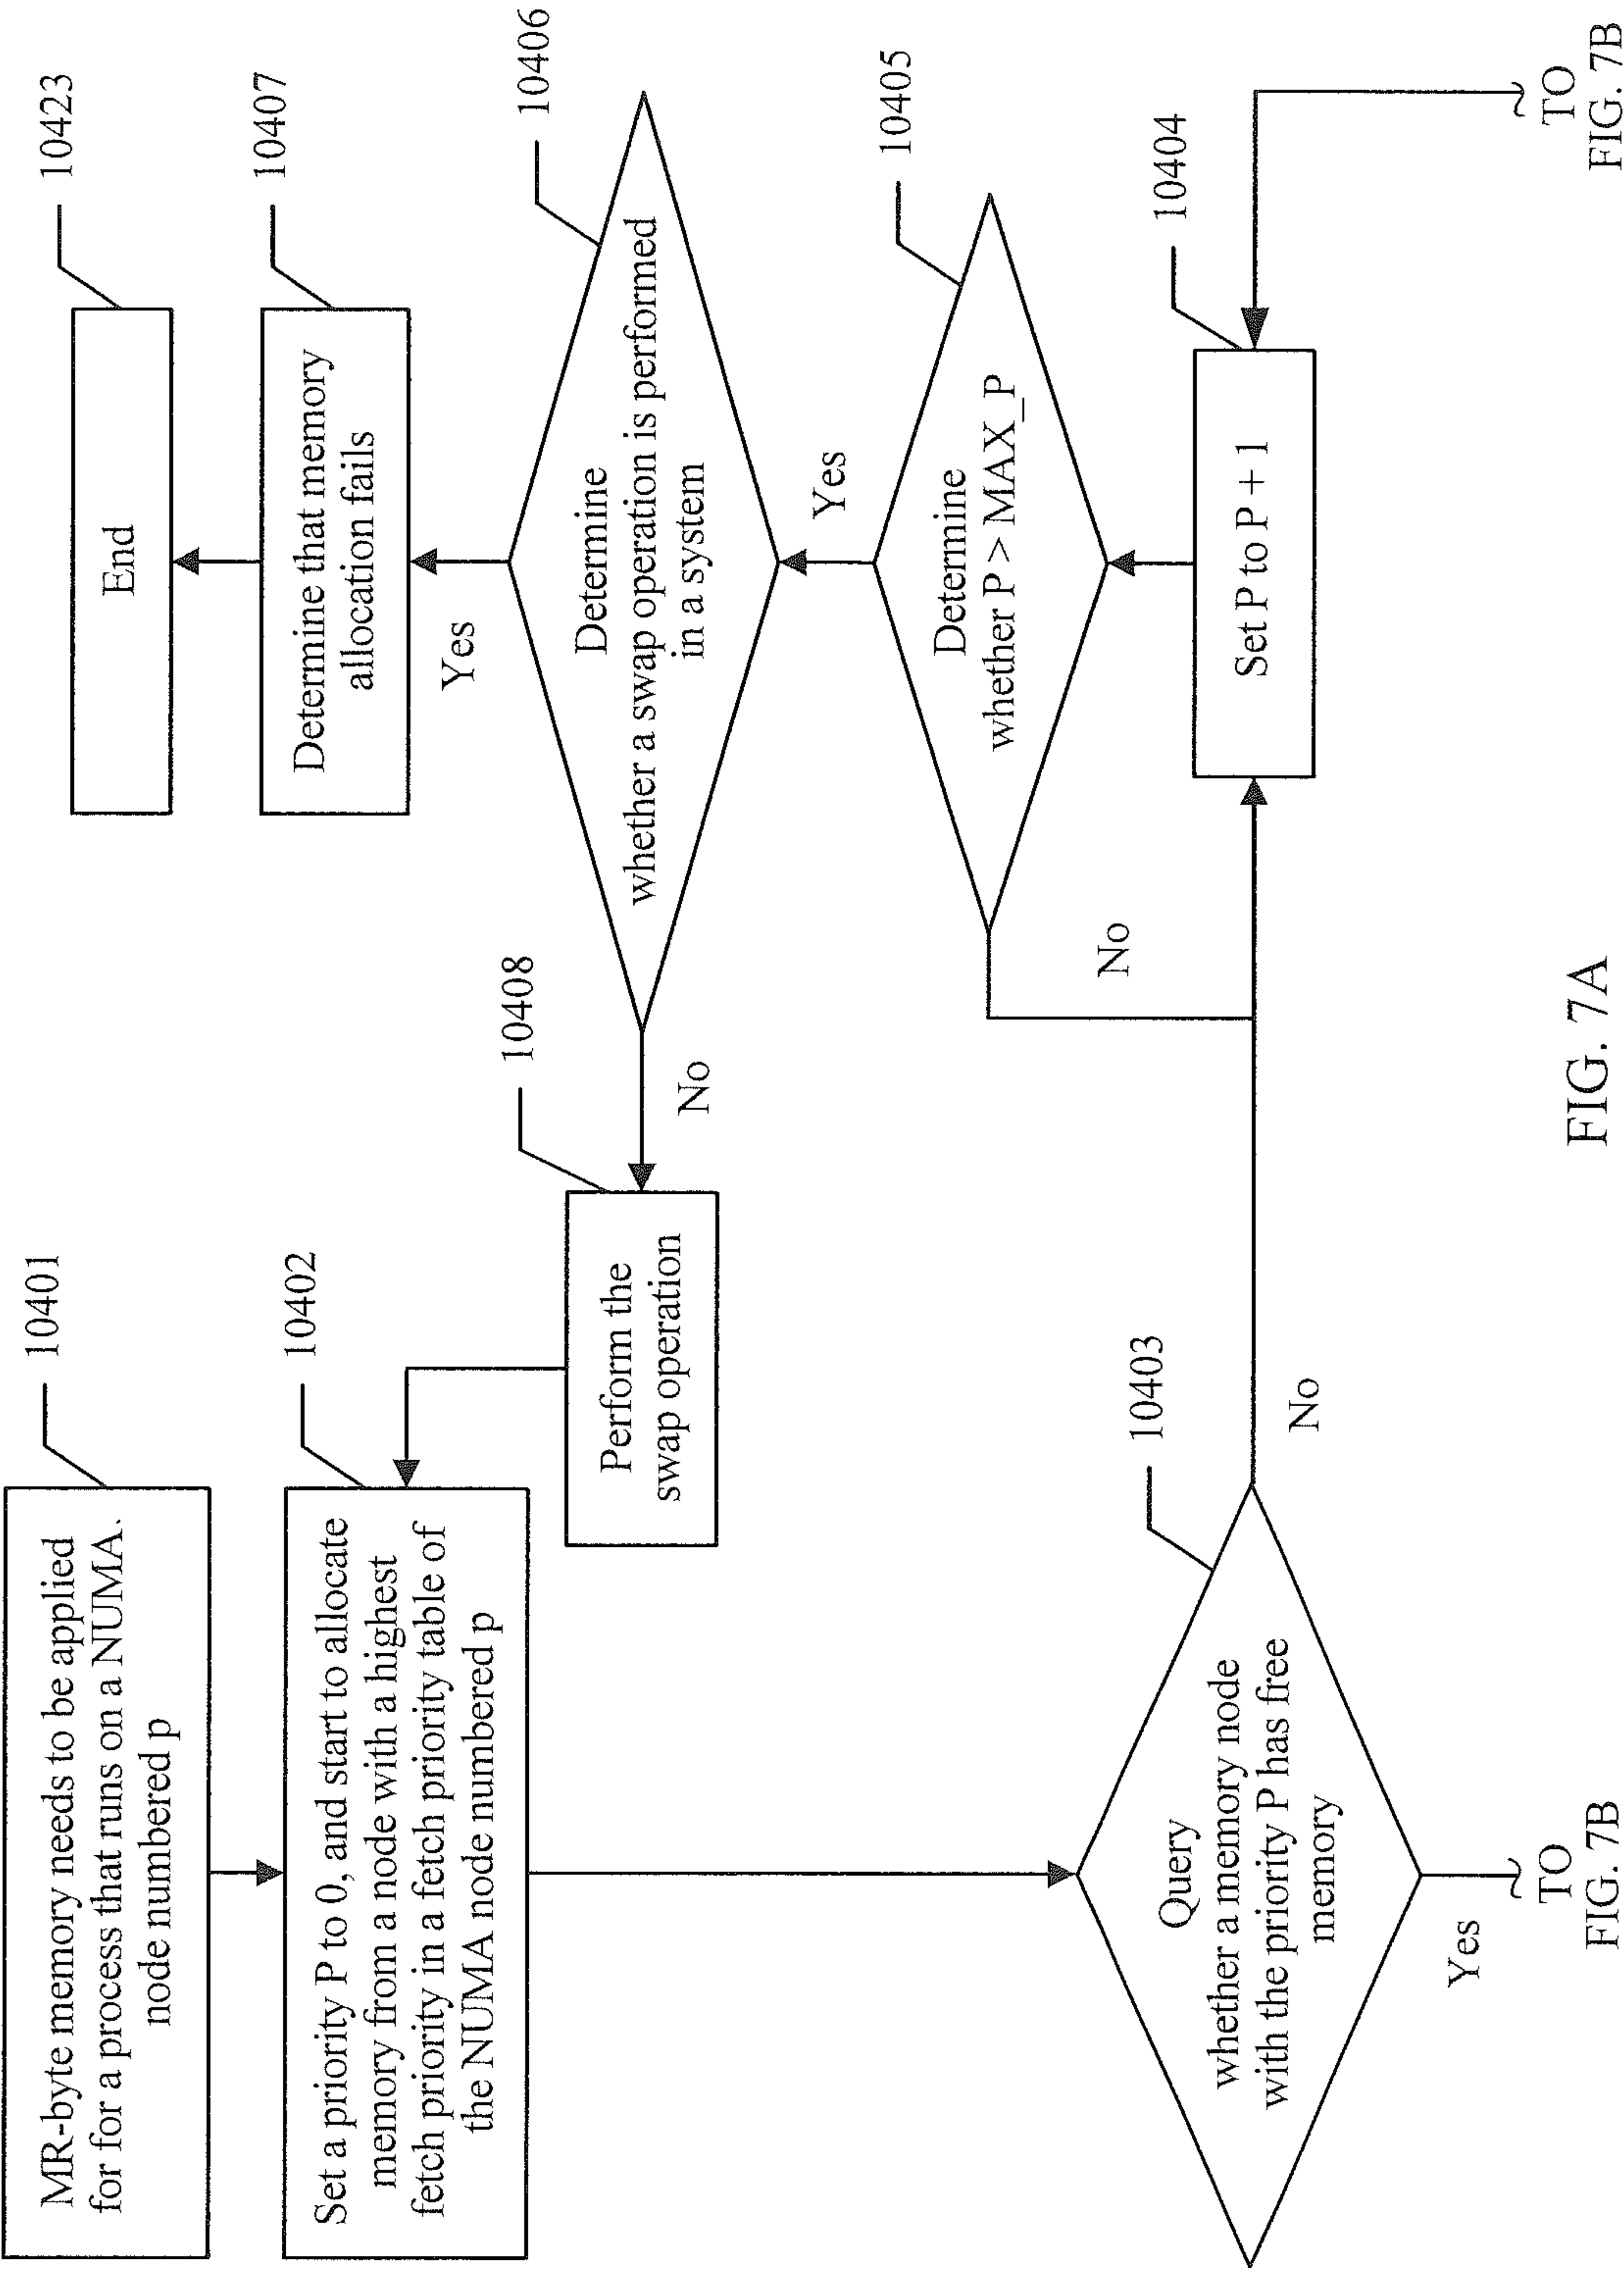 10401
MR-byte memory needs to be applied
for for a process that runs on a NUMA.
node numbered p
10402
Set a priority P to 0, and start to allocate
memory from a node with a highest
fetch priority in a fetch priority table of
the NUMA node numbered p
10403
Query
whether a memory node
with the priority P has free
memory
Yes
TO
FIG. 7B
No
10408
Perform the
swap operation
No
10423
End
10407
Determine that memory
allocation fails
Yes
10406
Determine
whether a swap operation is performed
in a system
Yes
10405
Determine
whether P > MAX_P
No
10404
Set P to P + 1
TO
FIG. 7B
FIG. 7A